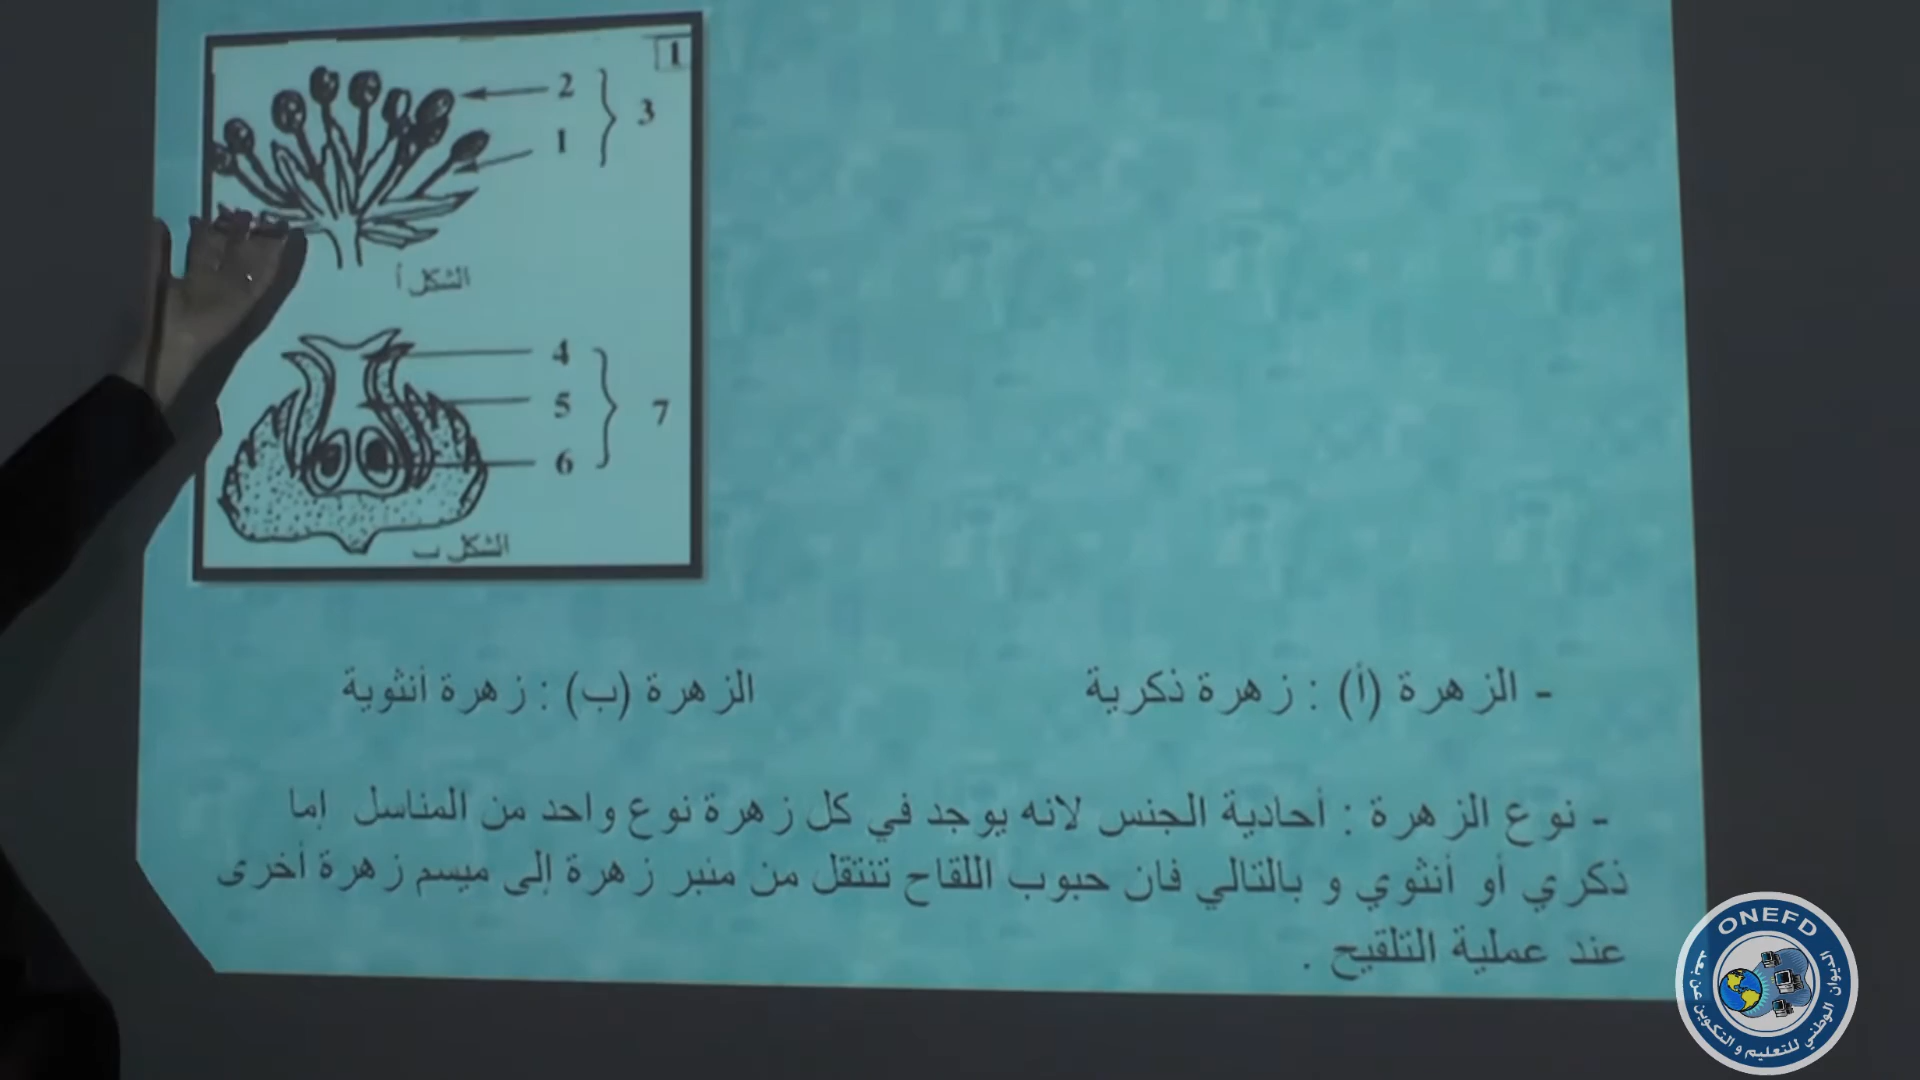 1
2
3
1
الشكل أ
4
5
7
6
الشكل ب
- الزهرة (أ) : زهرة ذكرية الزهرة (ب) : زهرة أنثوية
- نوع الزهرة : أحادية الجنس لانه يوجد في كل زهرة نوع واحد من المناسل إما
ذكري أو أنثوي و بالتالي فان حبوب اللقاح تنتقل من منبر زهرة إلى ميسم زهرة أخرى
عند عملية التلقيح .
ONEFD
الديوان الوطني للتعليم و التكوين عن بعد